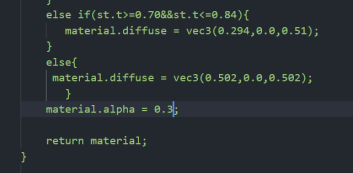 }
else if(st.t>=0.70&&st.t<=0.84){
material.diffuse = vec3(0.294,0.0,0.51);
}
else{
material.diffuse = vec3(0.502,0.0,0.502);
}
material.alpha = 0.3;
return material;
}